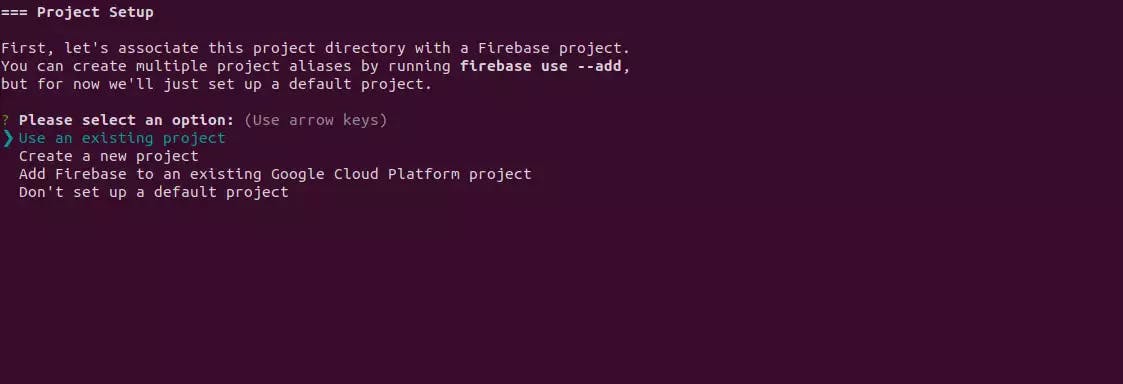 === Project Setup
First, let's associate this project directory with a Firebase project.
You can create multiple project aliases by running firebase use --add,
but for now we'll just set up a default project.
? Please select an option: (Use arrow keys)
❯ Use an existing project
Create a new project
Add Firebase to an existing Google Cloud Platform project
Don't set up a default project